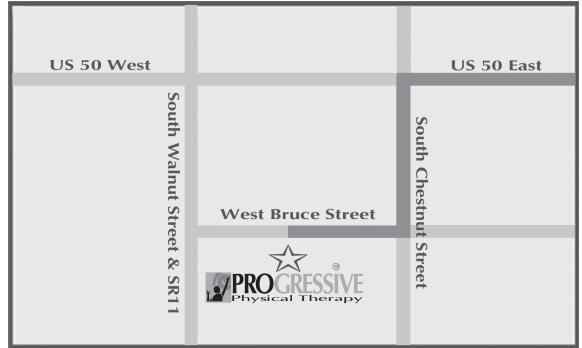 US 50 West
US 50 East
South Walnut Street & SR11
South Chestnut Street
West Bruce Street
PROGRESSIVE®
Physical Therapy